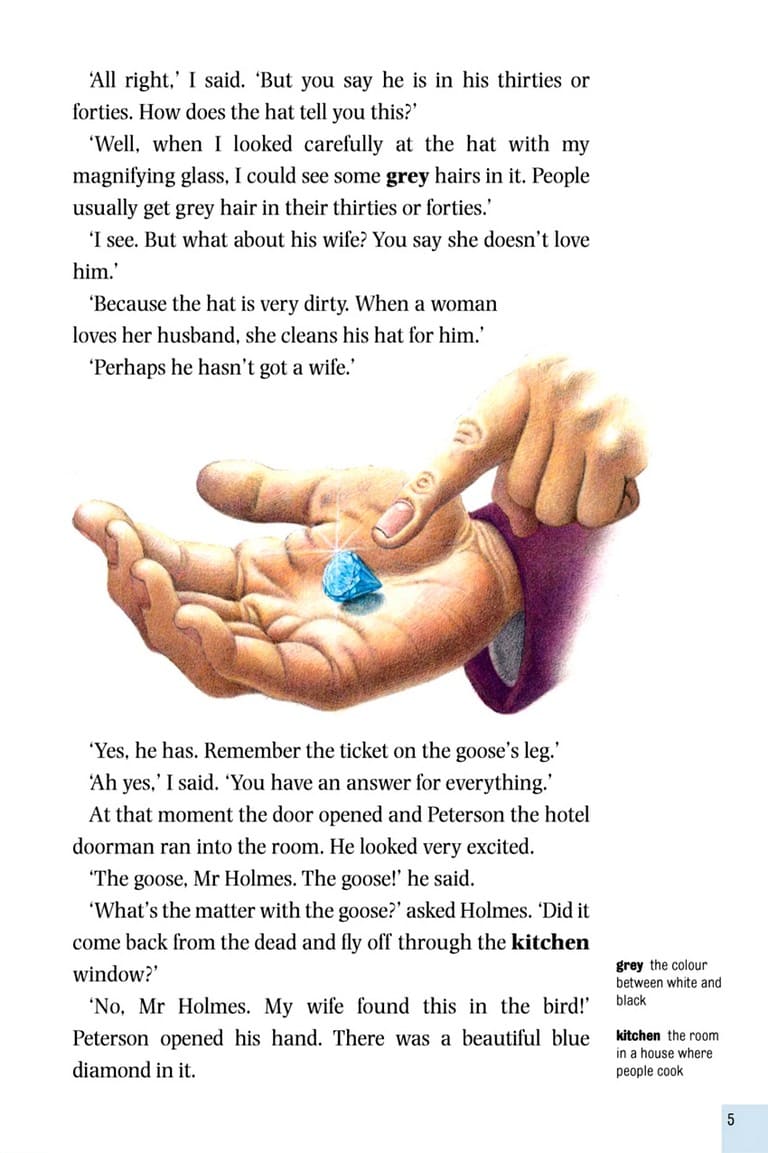 ‘All right,’ I said. ‘But you say he is in his thirties or
forties. How does the hat tell you this?’
‘Well, when I looked carefully at the hat with my
magnifying glass, I could see some grey hairs in it. People
usually get grey hair in their thirties or forties.’
‘I see. But what about his wife? You say she doesn’t love
him.’
‘Because the hat is very dirty. When a woman
loves her husband, she cleans his hat for him.’
‘Perhaps he hasn’t got a wife.’
‘Yes, he has. Remember the ticket on the goose’s leg.’
‘Ah yes,’ I said. ‘You have an answer for everything.’
At that moment the door opened and Peterson the hotel
doorman ran into the room. He looked very excited.
‘The goose, Mr Holmes. The goose!’ he said.
‘What’s the matter with the goose?’ asked Holmes. ‘Did it
come back from the dead and fly off through the kitchen
window?’
‘No, Mr Holmes. My wife found this in the bird!’
Peterson opened his hand. There was a beautiful blue
diamond in it.
grey the colour
between white and
black
kitchen the room
in a house where
people cook
5